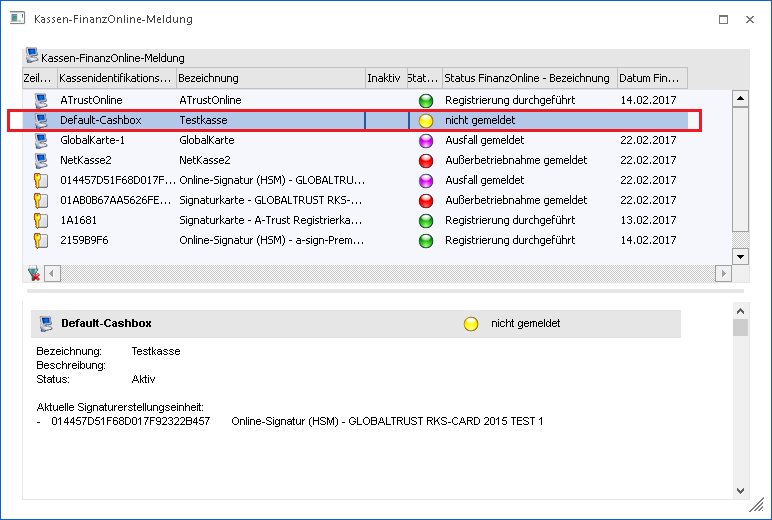 Kassen-FinanzOnline-Meldung
Kassen-FinanzOnline-Meldung
Zeil... Kassenidentifikations... Bezeichnung Inaktiv Stat... Status FinanzOnline - Bezeichnung Datum Fin...
ATrustOnline ATrustOnline Registrierung durchgeführt 14.02.2017
Default-Cashbox Testkasse nicht gemeldet
GlobalKarte-1 GlobalKarte Ausfall gemeldet 22.02.2017
NetKasse2 NetKasse2 Außerbetriebnahme gemeldet 22.02.2017
014457D51F68D017F... Online-Signatur (HSM) - GLOBALTRU... Ausfall gemeldet 22.02.2017
01AB0B67AA5626FE... Signaturkarte - GLOBALTRUST RKS-... Außerbetriebnahme gemeldet 22.02.2017
1A1681 Signaturkarte - A-Trust Registrierka... Registrierung durchgeführt 13.02.2017
2159B9F6 Online-Signatur (HSM) - a-sign-Prem... Registrierung durchgeführt 14.02.2017
Default-Cashbox nicht gemeldet
Bezeichnung: Testkasse
Beschreibung:
Status: Aktiv
Aktuelle Signaturerstellungseinheit:
- 014457D51F68D017F92322B457 Online-Signatur (HSM) - GLOBALTRUST RKS-CARD 2015 TEST 1